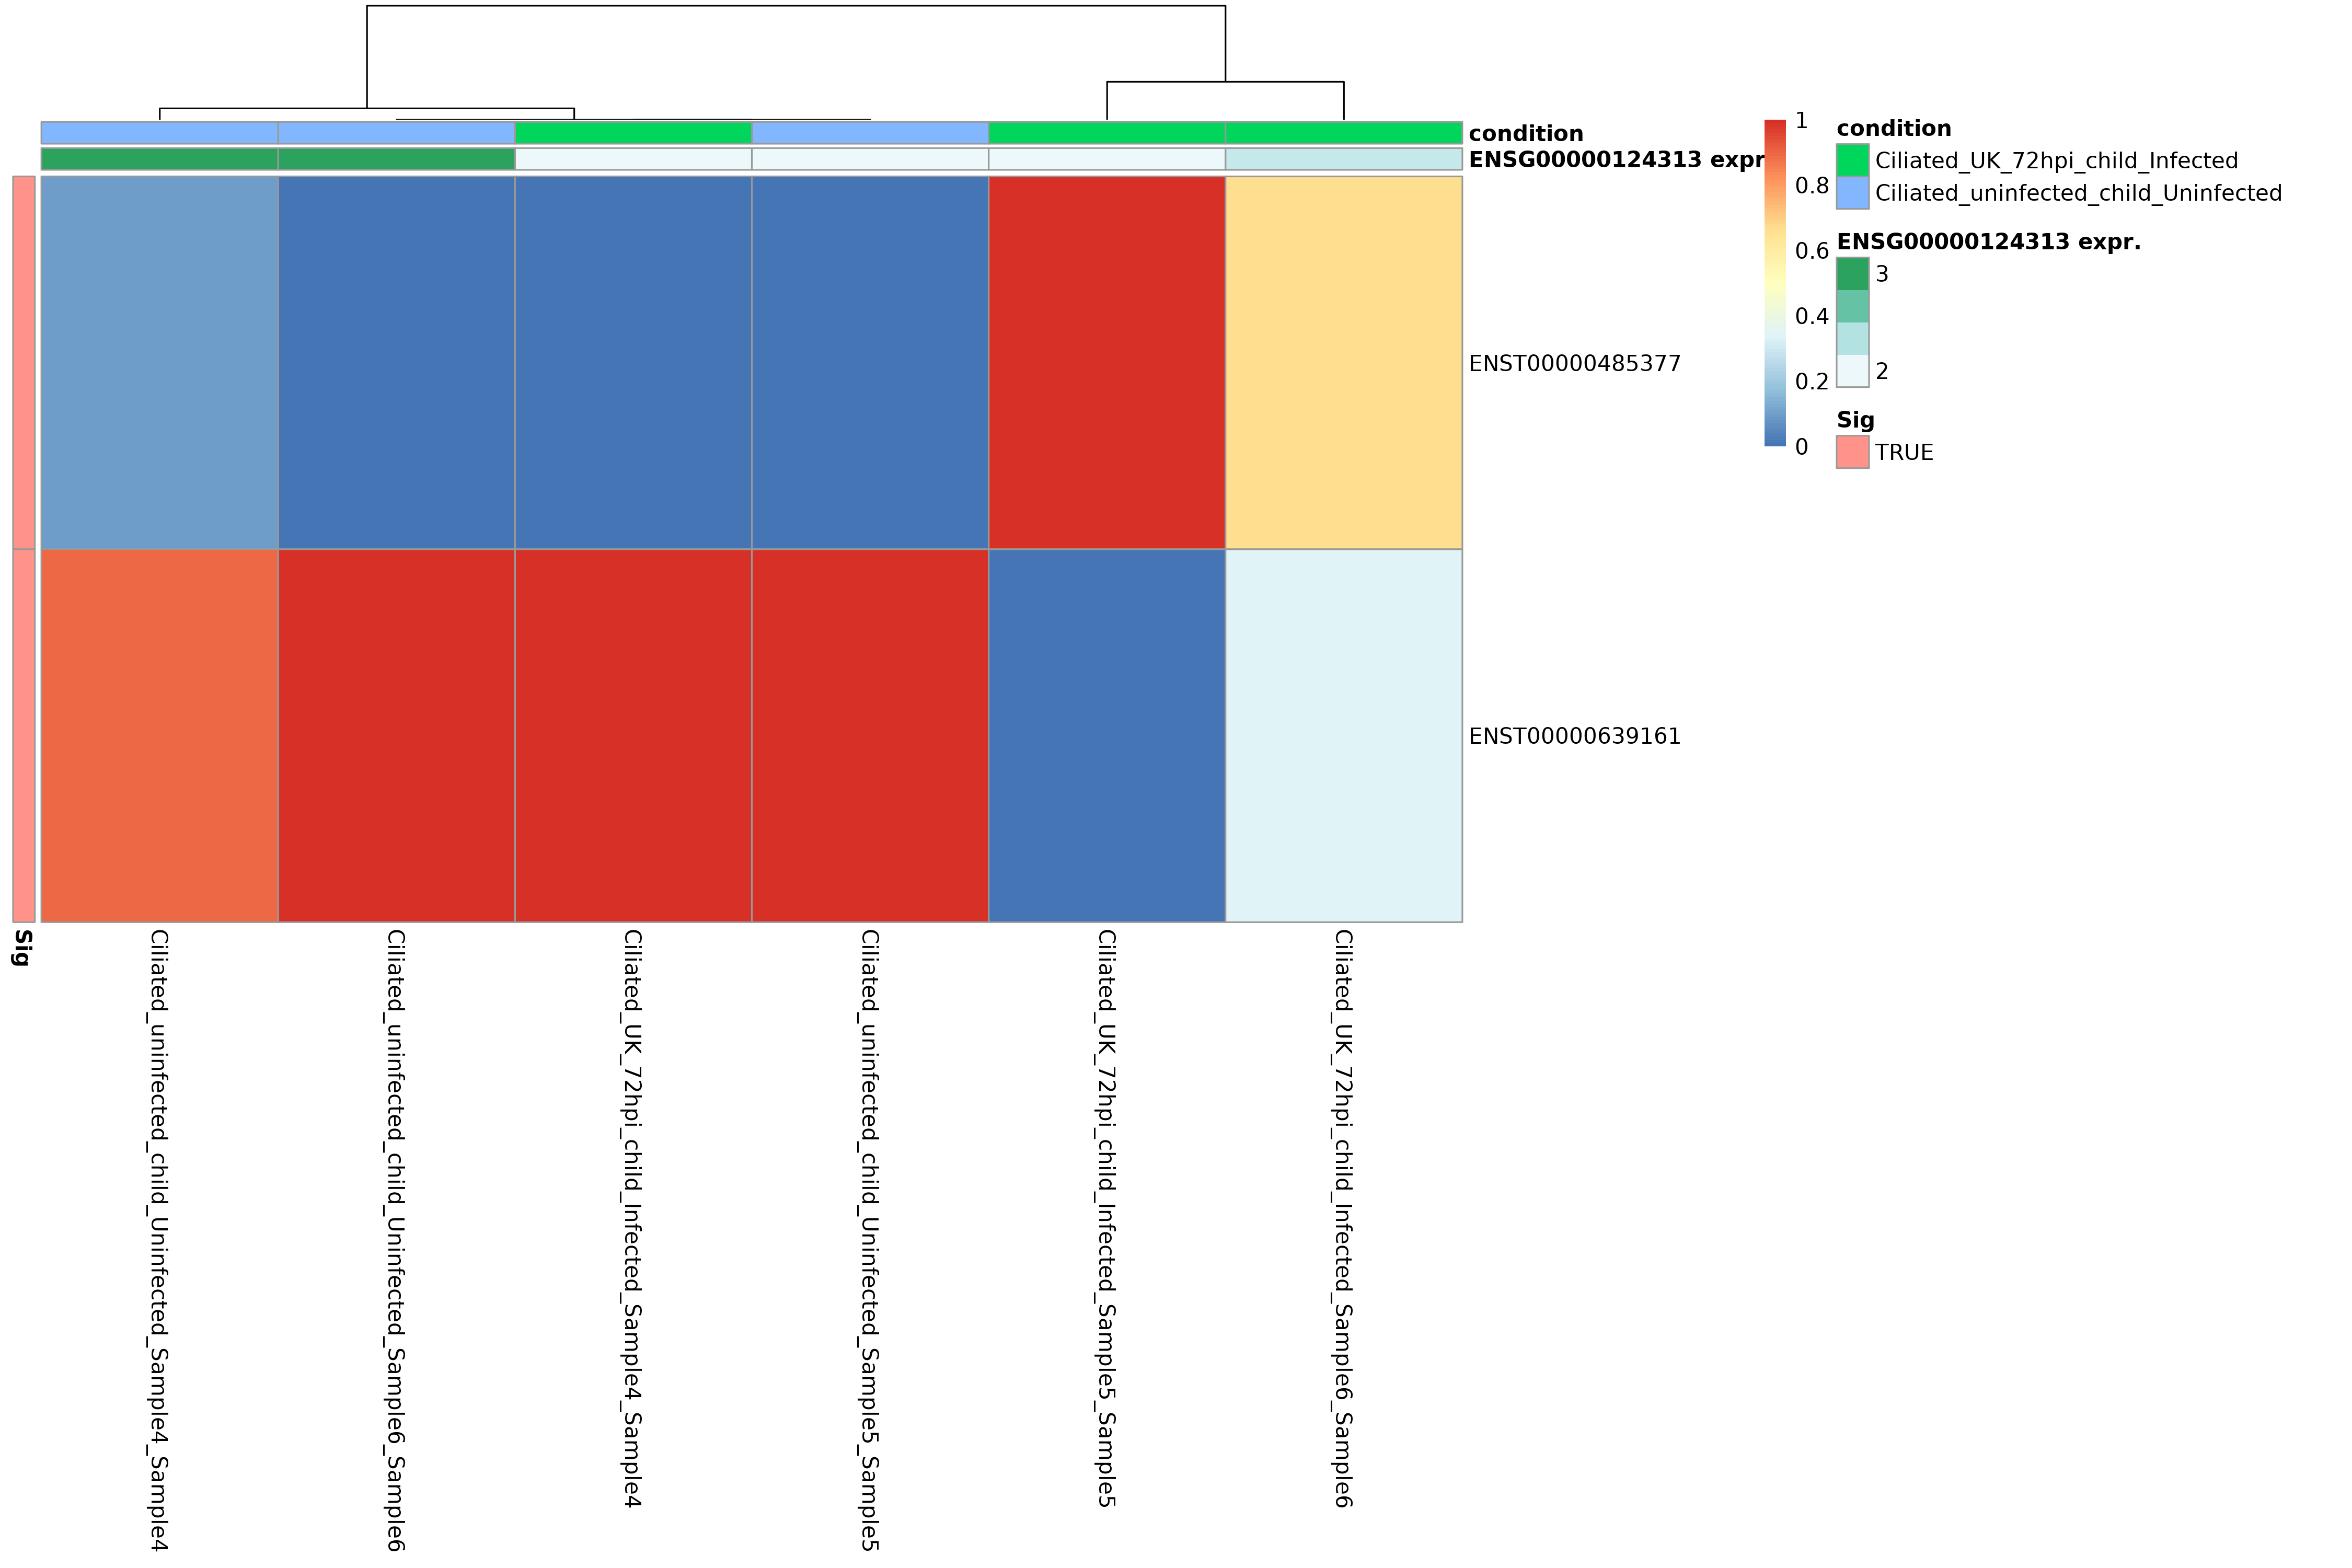 condition
ENSG00000124313 expr
ENST00000485377
ENST00000639161
Sig
Ciliated_uninfected_child_Uninfected_Sample4_Sample4
Ciliated_uninfected_child_Uninfected_Sample6_Sample6
Ciliated_UK_72hpi_child_Infected_Sample4_Sample4
Ciliated_uninfected_child_Uninfected_Sample5_Sample5
Ciliated_UK_72hpi_child_Infected_Sample5_Sample5
Ciliated_UK_72hpi_child_Infected_Sample6_Sample6
1
0.8
0.6
0.4
0.2
0
condition
Ciliated_UK_72hpi_child_Infected
Ciliated_uninfected_child_Uninfected
ENSG00000124313 expr.
3
2
Sig
TRUE